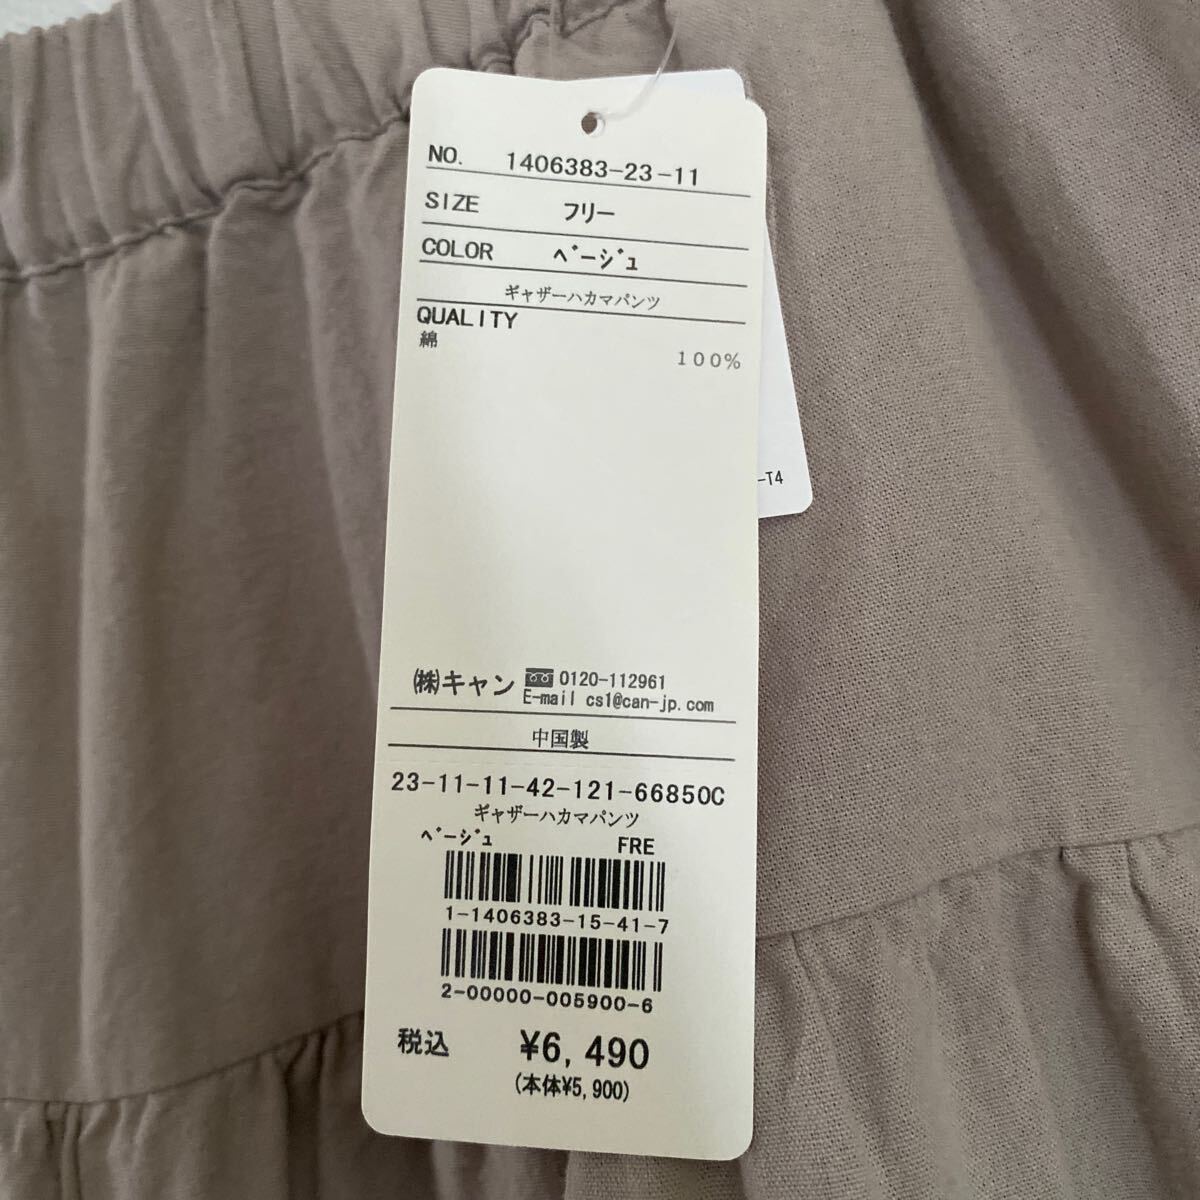 NO. 1406383-23-11
SIZE フリー
COLOR ベージュ
ギャザーハカマパンツ
QUALITY
綿
100%
-T4
㈱キャン 0120-112961
E-mail cs1@can-jp.com
中国製
23-11-11-42-121-66850C
ギャザーハカマパンツ
ベージュ FRE
1-1406383-15-41-7
2-00000-005900-6
税込 ¥6,490
(本体¥5,900)